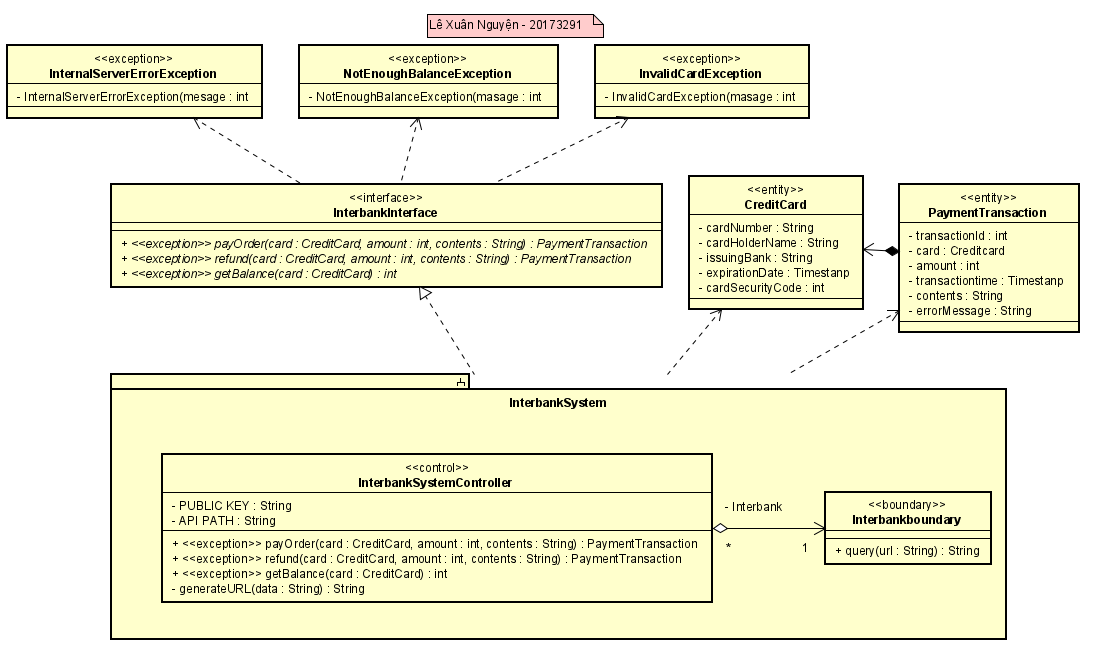 Lê Xuân Nguyện - 20173291
<<exception>>
InternalServerErrorException
- InternalServerErrorException(mesage : int
<<exception>>
NotEnoughBalanceException
- NotEnoughBalanceException(masage : int
<<exception>>
InvalidCardException
- InvalidCardException(masage : int
<<interface>>
InterbankInterface
+ <<exception>> payOrder(card : CreditCard, amount : int, contents : String) : PaymentTransaction
+ <<exception>> refund(card : CreditCard, amount : int, contents : String) : PaymentTransaction
+ <<exception>> getBalance(card : CreditCard) : int
<<entity>>
CreditCard
- cardNumber : String
- cardHolderName : String
- issuingBank : String
- expirationDate : Timestamp
- cardSecurityCode : int
<<entity>>
PaymentTransaction
- transactionId : int
- card : Creditcard
- amount : int
- transactiontime : Timestanp
- contents : String
- errorMessage : String
InterbankSystem
<<control>>
InterbankSystemController
- PUBLIC KEY : String
- API PATH : String
+ <<exception>> payOrder(card : CreditCard, amount : int, contents : String) : PaymentTransaction
+ <<exception>> refund(card : CreditCard, amount : int, contents : String) : PaymentTransaction
+ <<exception>> getBalance(card : CreditCard) : int
- generateURL(data : String) : String
- Interbank
* 1
<<boundary>>
Interbankboundary
+ query(url : String) : String